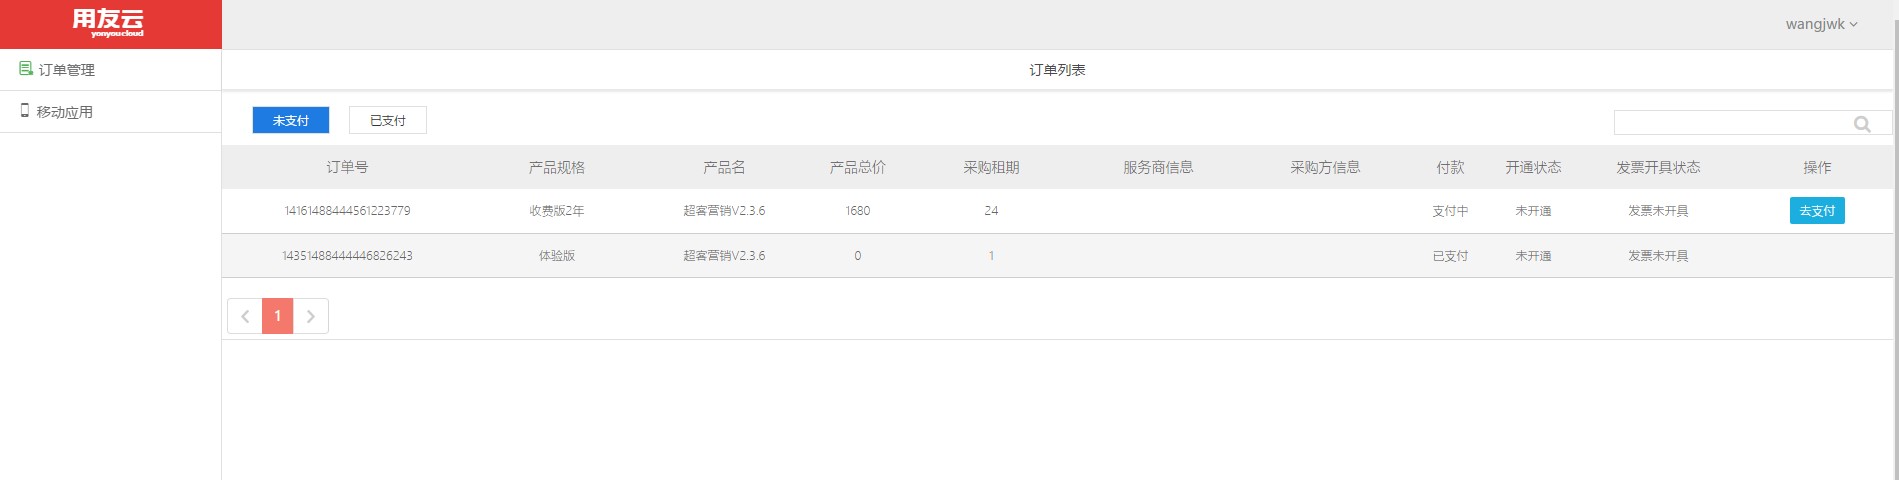 用友云
yonyoucloud
wangjwk
订单管理
移动应用
订单列表
未支付 已支付
订单号 产品规格 产品名 产品总价 采购租期 服务商信息 采购方信息 付款 开通状态 发票开具状态 操作
14161488444561223779 收费版2年 超客营销V2.3.6 1680 24 支付中 未开通 发票未开具 去支付
14351488444446826243 体验版 超客营销V2.3.6 0 1 已支付 未开通 发票未开具
1